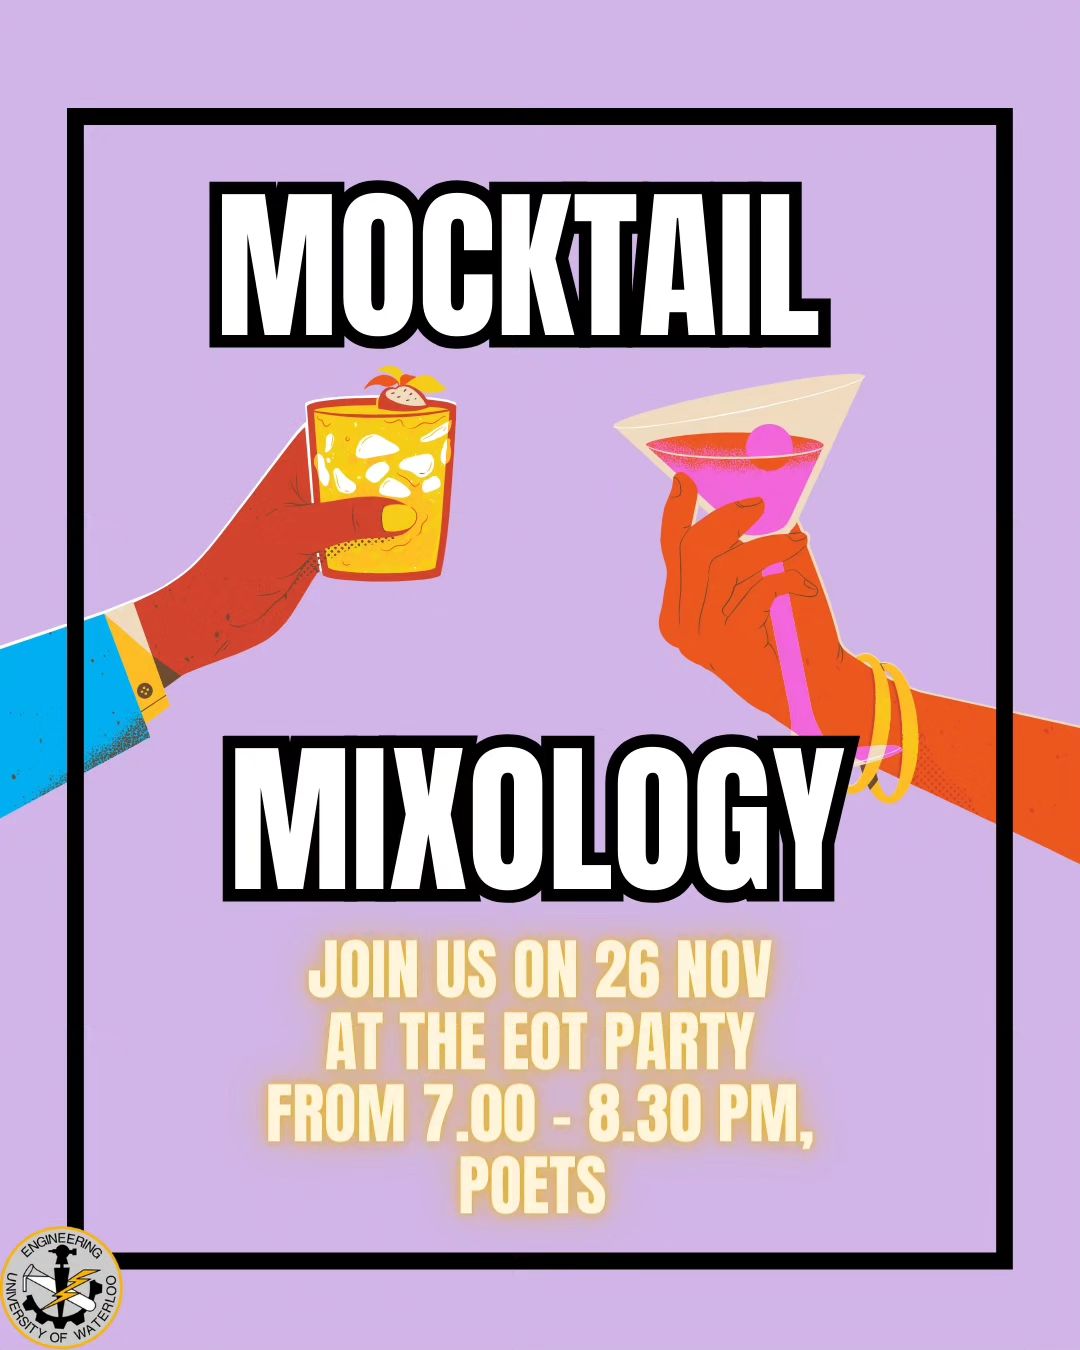 MOCKTAIL
MIXOLOGY
JOIN US ON 26 NOV
AT THE EOT PARTY
FROM 7.00 - 8.30 PM,
POETS
ENGINEERING
UNIVERSITY OF WATERLOO